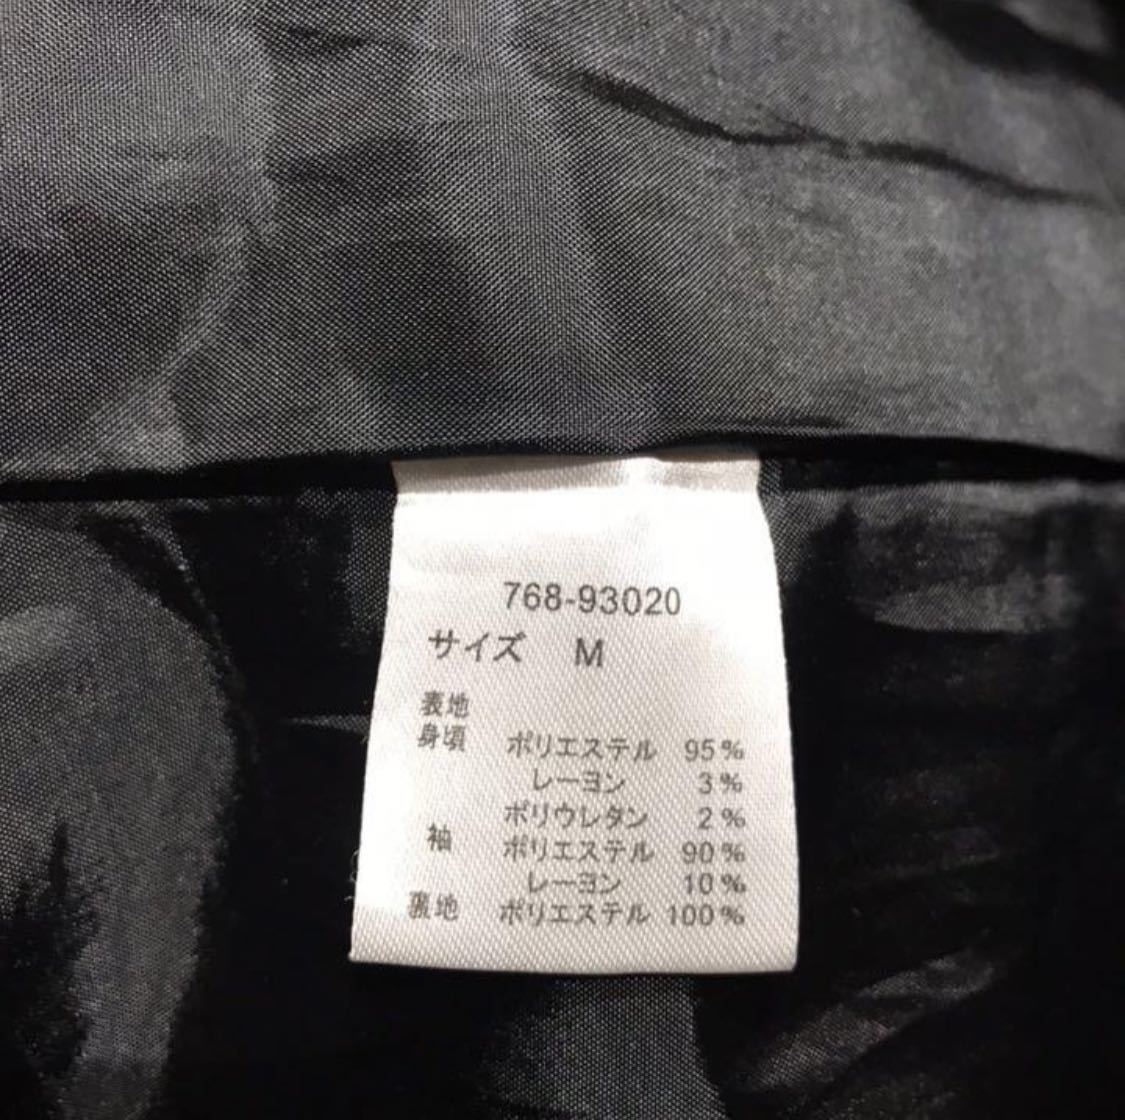 768-93020
サイズ M
表地
身頃 ポリエステル 95%
レーヨン 3%
ポリウレタン 2%
袖 ポリエステル 90%
レーヨン 10%
裏地 ポリエステル 100%